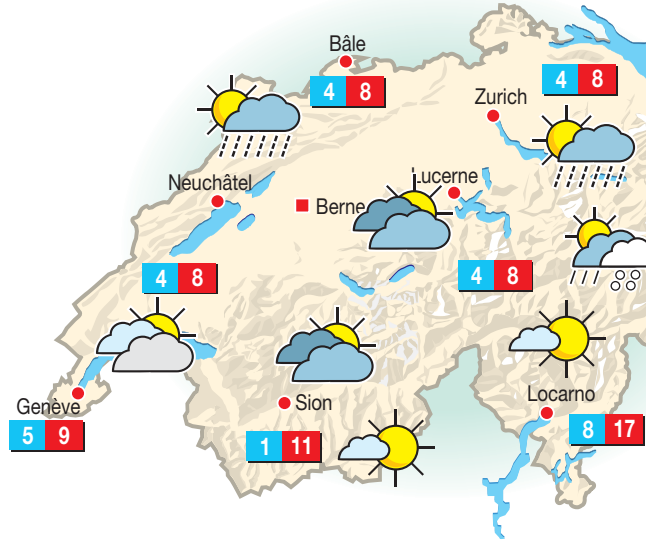 Bâle
4 8
4 8
Zurich
Neuchâtel
Lucerne
Berne
4 8
4 8
Genève
5 9
Sion
1 11
Locarno
8 17